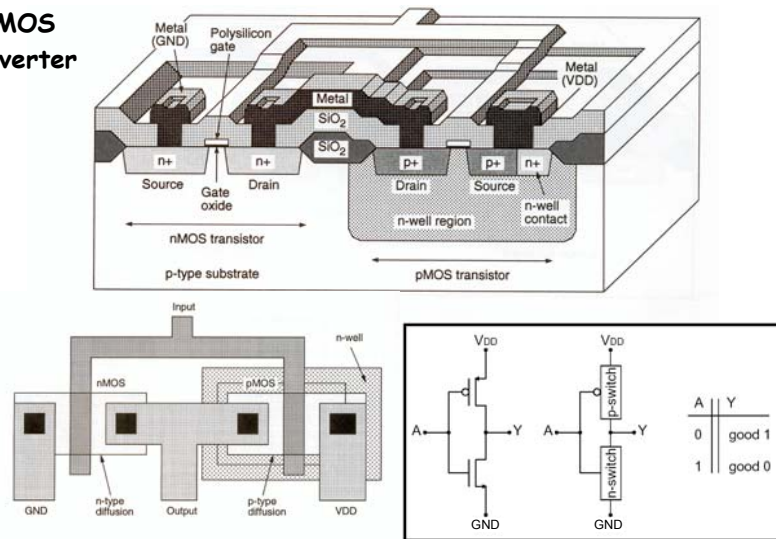 MOS
verter
Metal
(GND)
Polysilicon
gate
Metal
(VDD)
Metal
SiO2
SiO2
n+
n+
p+
p+
n+
Source
Gate
oxide
Drain
Drain
Source
n-well
contact
n-well region
nMOS transistor
p-type substrate
pMOS transistor
Input
n-well
nMOS
pMOS
n-type
diffusion
p-type
diffusion
GND
Output
VDD
VDD
VDD
A
Y
A
p-switch
n-switch
Y
GND
GND
A Y
0 good 1
1 good 0